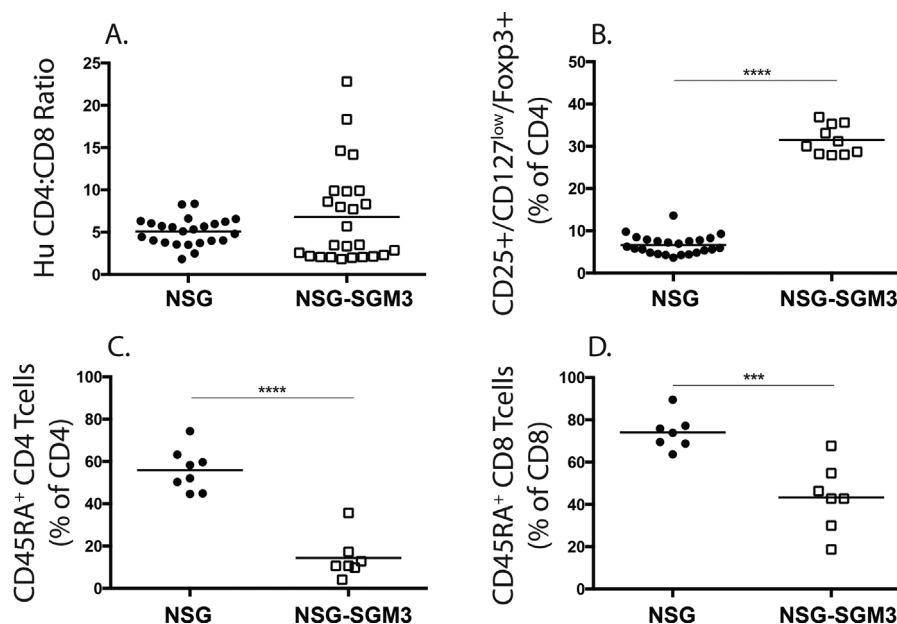 A.
Hu CD4:CD8 Ratio
25
20
15
10
5
0
NSG
NSG-SGM3
B.
CD25+/CD127low/Foxp3+
(% of CD4)
50
40
30
20
10
0
****
NSG
NSG-SGM3
C.
CD45RA+ CD4 Tcells
(% of CD4)
100
80
60
40
20
0
****
NSG
NSG-SGM3
D.
CD45RA+ CD8 Tcells
(% of CD8)
100
80
60
40
20
0
***
NSG
NSG-SGM3